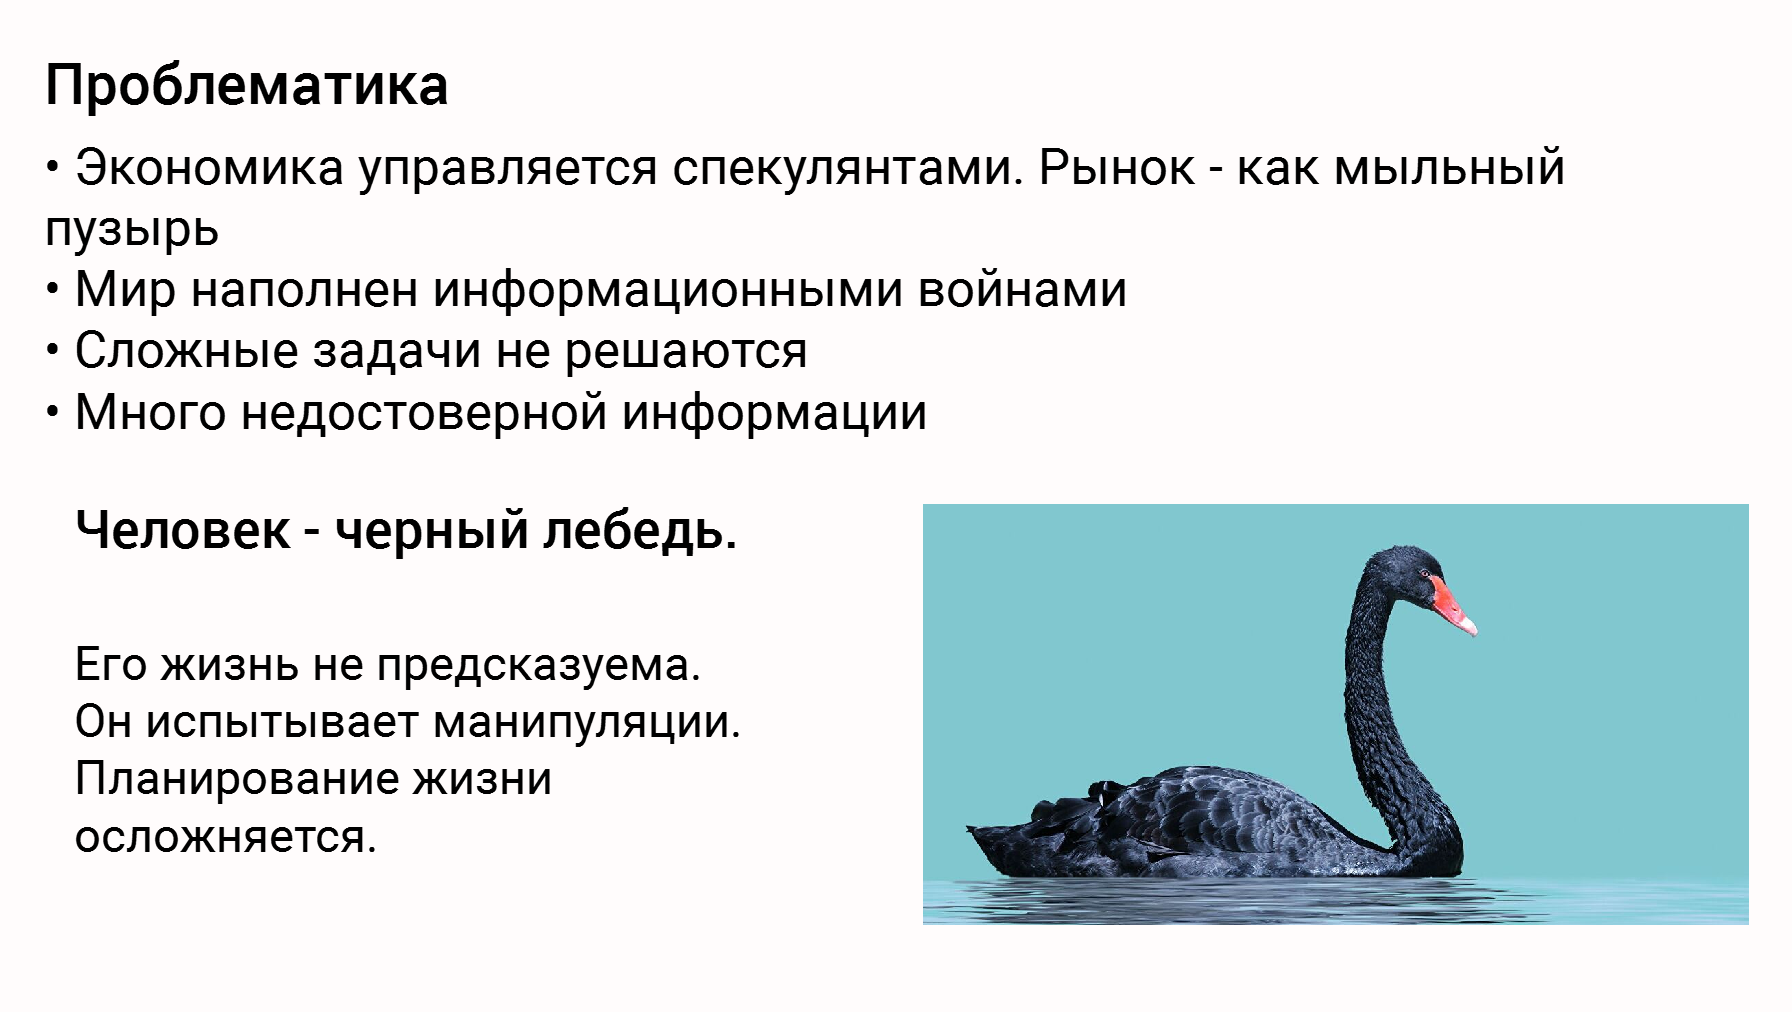 Проблематика
• Экономика управляется спекулянтами. Рынок - как мыльный
пузырь
• Мир наполнен информационными войнами
• Сложные задачи не решаются
• Много недостоверной информации
Человек - черный лебедь.
Его жизнь не предсказуема.
Он испытывает манипуляции.
Планирование жизни
осложняется.